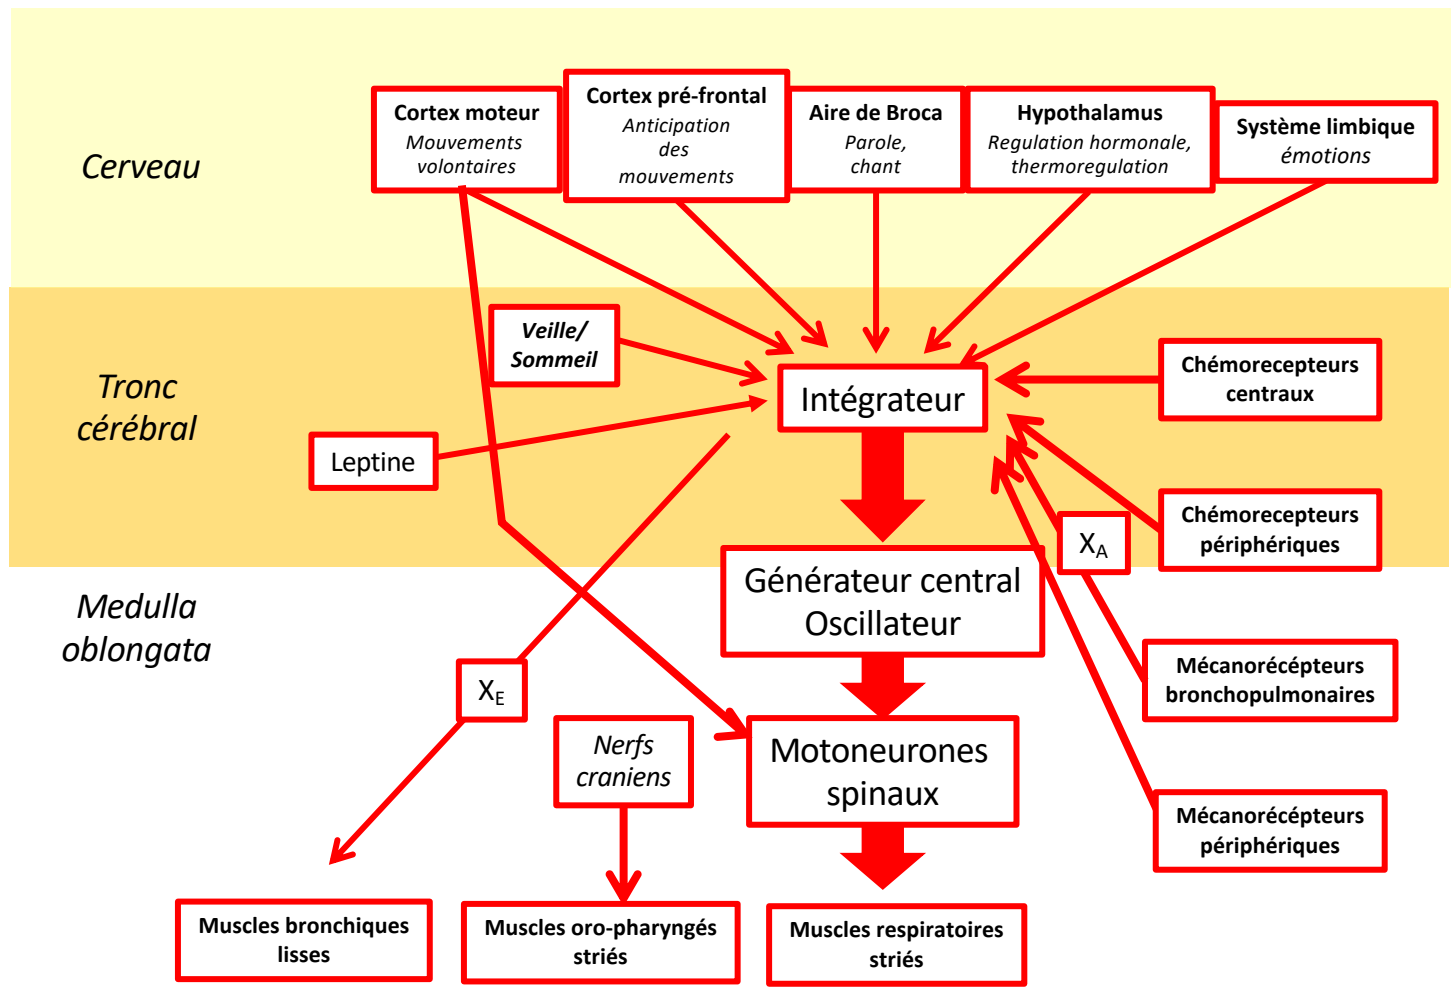 Cerveau
Cortex moteur
Mouvements
volontaires
Cortex pré-frontal
Anticipation
des
mouvements
Aire de Broca
Parole,
chant
Hypothalamus
Regulation hormonale,
thermoregulation
Système limbique
émotions
Tronc
cérébral
Veille/
Sommeil
Leptine
Intégrateur
Chémorecepteurs
centraux
Chémorecepteurs
périphériques
X_A
Générateur central
Oscillateur
Medulla
oblongata
X_E
Nerfs
craniens
Motoneurones
spinaux
Mécanorécépteurs
bronchopulmonaires
Mécanorécépteurs
périphériques
Muscles bronchiques
lisses
Muscles oro-pharyngés
striés
Muscles respiratoires
striés